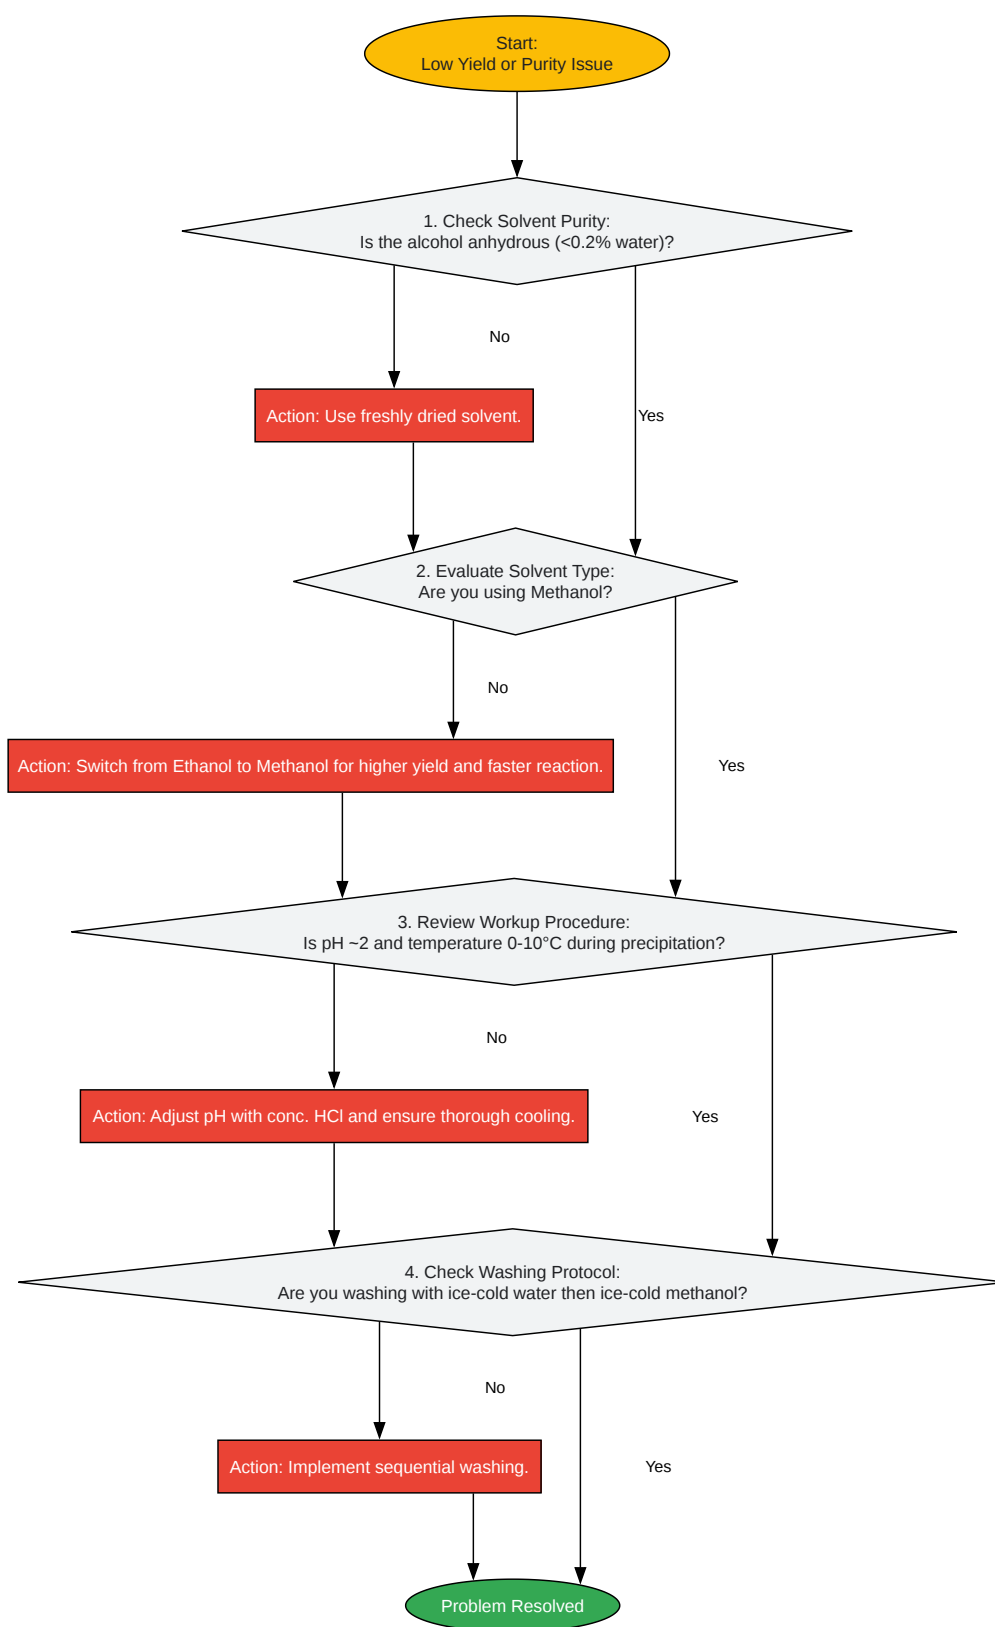 Start:
Low Yield or Purity Issue
1. Check Solvent Purity:
Is the alcohol anhydrous (<0.2% water)?
No
Action: Use freshly dried solvent.
Yes
2. Evaluate Solvent Type:
Are you using Methanol?
No
Action: Switch from Ethanol to Methanol for higher yield and faster reaction.
Yes
3. Review Workup Procedure:
Is pH ~2 and temperature 0-10°C during precipitation?
No
Action: Adjust pH with conc. HCl and ensure thorough cooling.
Yes
4. Check Washing Protocol:
Are you washing with ice-cold water then ice-cold methanol?
No
Action: Implement sequential washing.
Yes
Problem Resolved